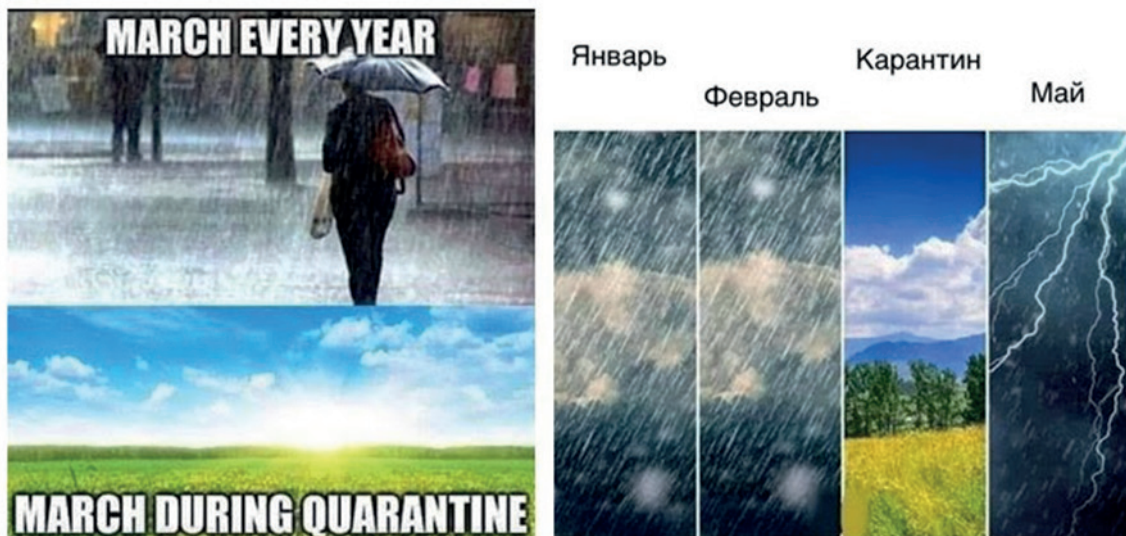 MARCH EVERY YEAR
MARCH DURING QUARANTINE
Январь
Февраль
Карантин
Май